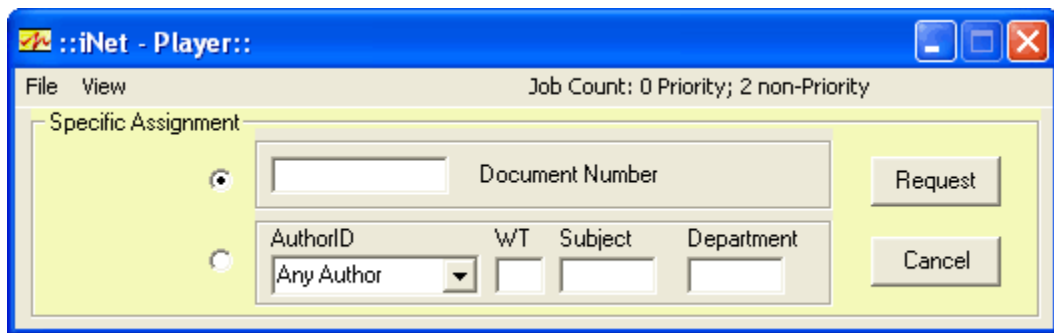 ::iNet - Player::
File View Job Count: 0 Priority; 2 non-Priority
Specific Assignment
Document Number
Request
AuthorID WT Subject Department
Any Author
Cancel